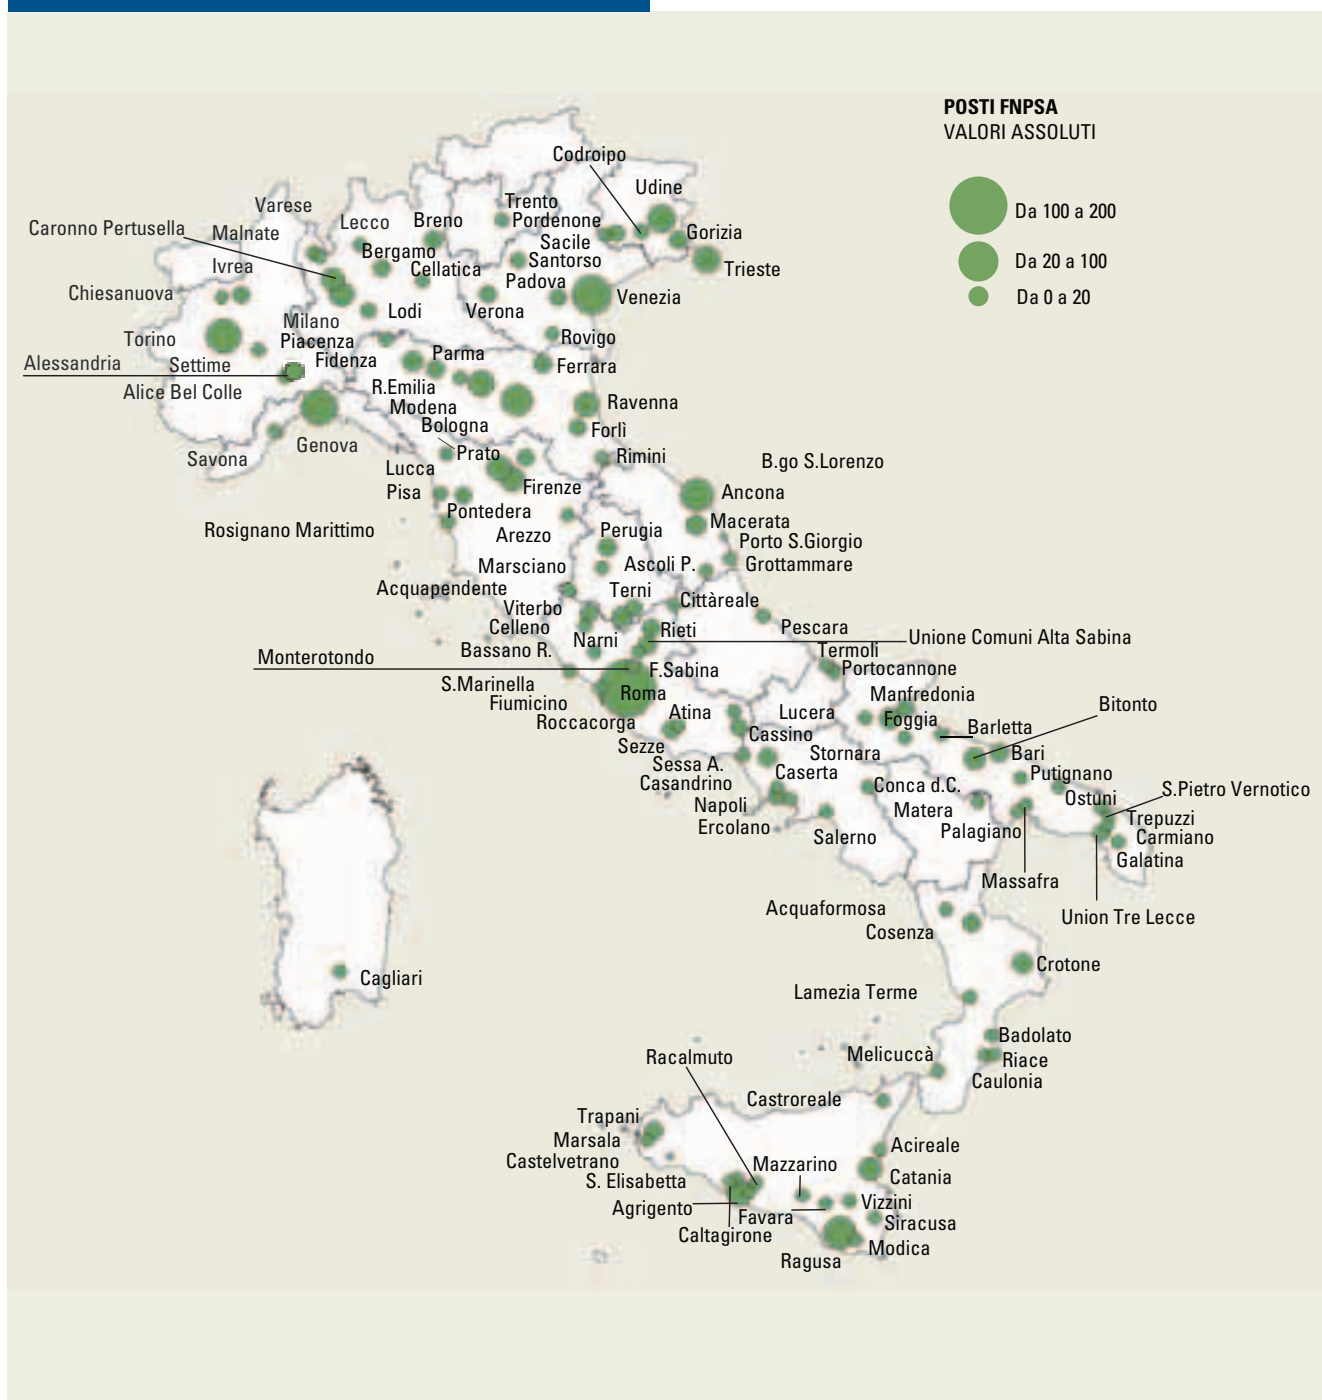 POSTI FNPSA
VALORI ASSOLUTI
Da 100 a 200
Da 20 a 100
Da 0 a 20
Codroipo
Udine
Varese
Trento
Caronno Pertusella
Malnate
Lecco
Breno
Pordenone
Gorizia
Sacile
Bergamo
Santorso
Ivrea
Cellatica
Trieste
Padova
Chiesanuova
Venezia
Lodi
Verona
Milano
Torino
Piacenza
Rovigo
Parma
Alessandria
Settime
Fidenza
Ferrara
Alice Bel Colle
R.Emilia
Modena
Ravenna
Bologna
Forlì
Genova
Prato
Savona
Lucca
Rimini
B.go S.Lorenzo
Pisa
Firenze
Ancona
Pontedera
Macerata
Rosignano Marittimo
Arezzo
Perugia
Porto S.Giorgio
Marsciano
Ascoli P.
Grottammare
Acquapendente
Terni
Cittàreale
Viterbo
Celleno
Narni
Rieti
Pescara
Unione Comuni Alta Sabina
Bassano R.
Termoli
Monterotondo
F.Sabina
Portocannone
S.Marinella
Roma
Manfredonia
Fiumicino
Bitonto
Roccacorga
Atina
Lucera
Foggia
Barletta
Cassino
Sezze
Stornara
Bari
Sessa A.
Caserta
Putignano
Casandrino
Conca d.C.
S.Pietro Vernotico
Ostuni
Napoli
Matera
Trepuzzi
Ercolano
Palagiano
Salerno
Carmiano
Galatina
Massafra
Acquaformosa
Union Tre Lecce
Cosenza
Crotone
Cagliari
Lamezia Terme
Badolato
Racalmuto
Melicuccà
Riace
Caulonia
Castroreale
Trapani
Marsala
Acireale
Castelvetrano
Mazzarino
Catania
S. Elisabetta
Agrigento
Vizzini
Favara
Siracusa
Caltagirone
Modica
Ragusa